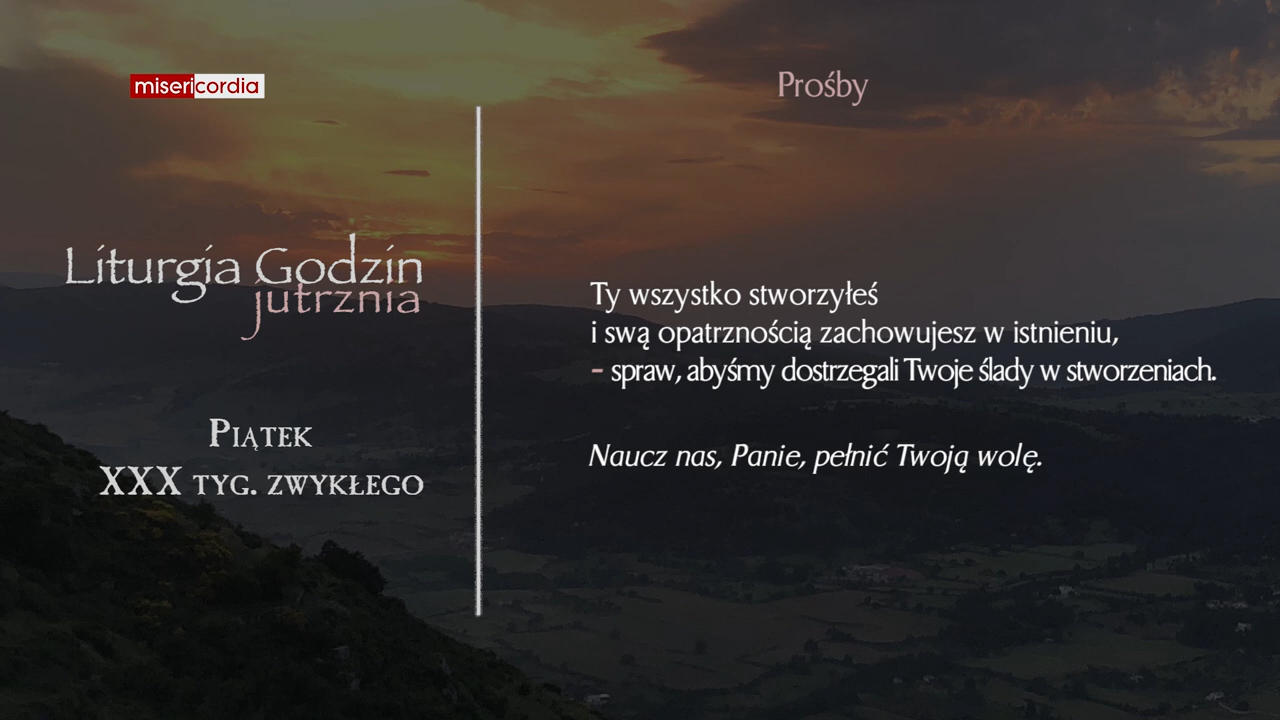 misericordia
Liturgia Godzin
jutrznia
Piątek
XXX tyg. zwykłego
Prośby
Ty wszystko stworzyłeś
i swą opatrznością zachowujesz w istnieniu,
- spraw, abyśmy dostrzegali Twoje ślady w stworzeniach.
Naucz nas, Panie, pełnić Twoją wolę.